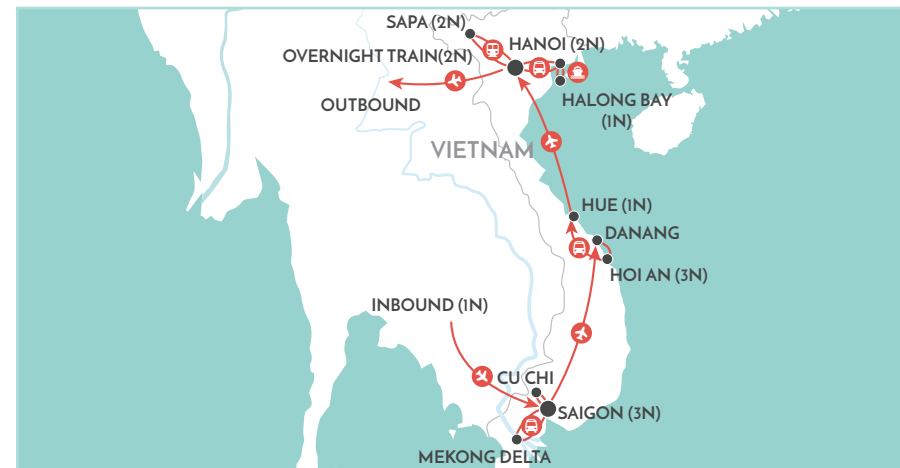 SAPA (2N)
HANOI (2N)
OVERNIGHT TRAIN(2N)
OUTBOUND
HALONG BAY
(1N)
VIETNAM
HUE (1N)
DANANG
HOI AN (3N)
INBOUND (1N)
CU CHI
SAIGON (3N)
MEKONG DELTA